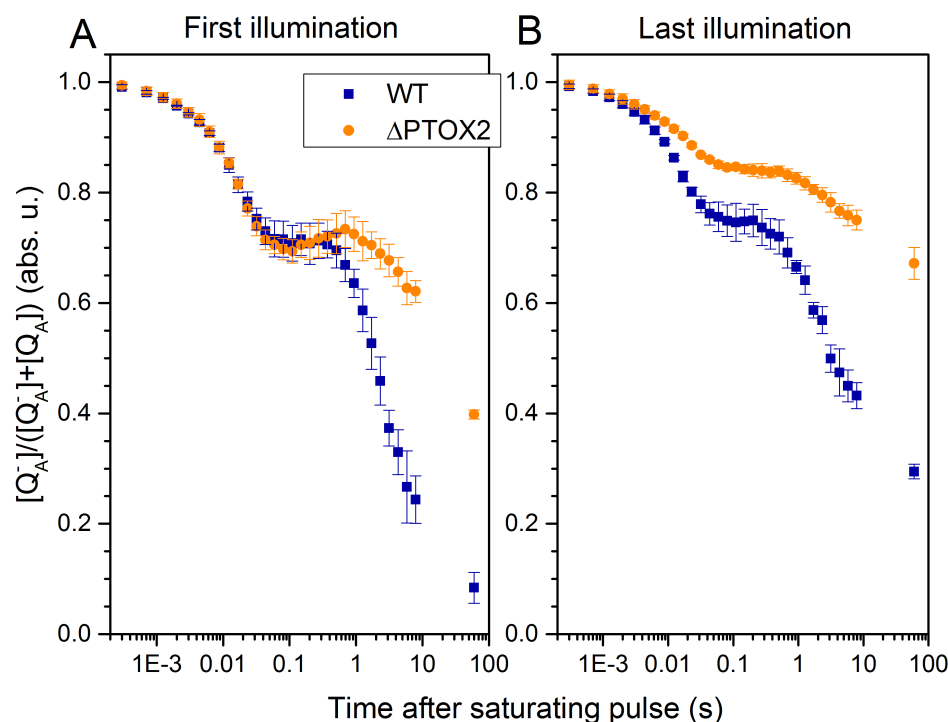 A First illumination
B Last illumination
WT
ΔPTOX2
[Q_A^-]/([Q_A^-]+[Q_A]) (abs. u.)
1.0
0.8
0.6
0.4
0.2
0.0
1E-3 0.01 0.1 1 10 100
1E-3 0.01 0.1 1 10 100
Time after saturating pulse (s)